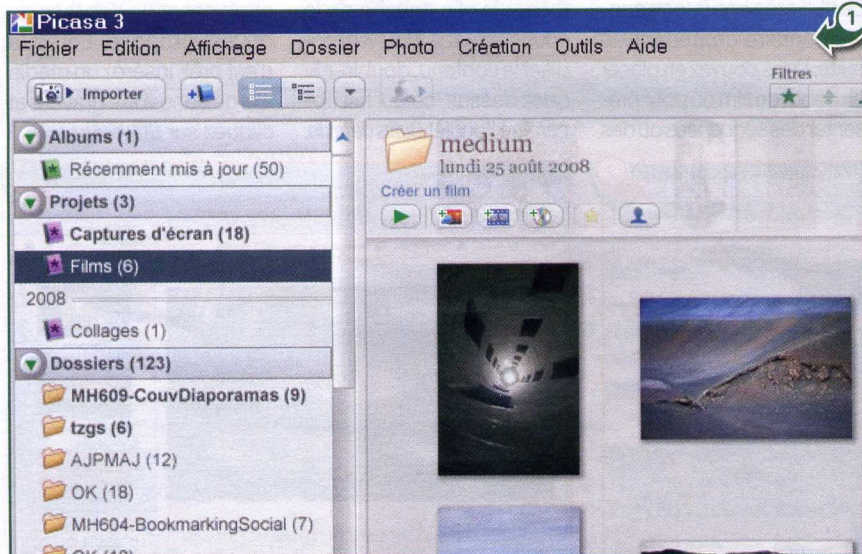 Picasa 3
1
Fichier Edition Affichage Dossier Photo Création Outils Aide
Importer
Filtres
Albums (1)
Récemment mis à jour (50)
Projets (3)
Captures d'écran (18)
Films (6)
2008
Collages (1)
Dossiers (123)
MH609-CouvDiaporamas (9)
tzgs (6)
AJPMAJ (12)
OK (18)
MH604-BookmarkingSocial (7)
medium
lundi 25 août 2008
Créer un film